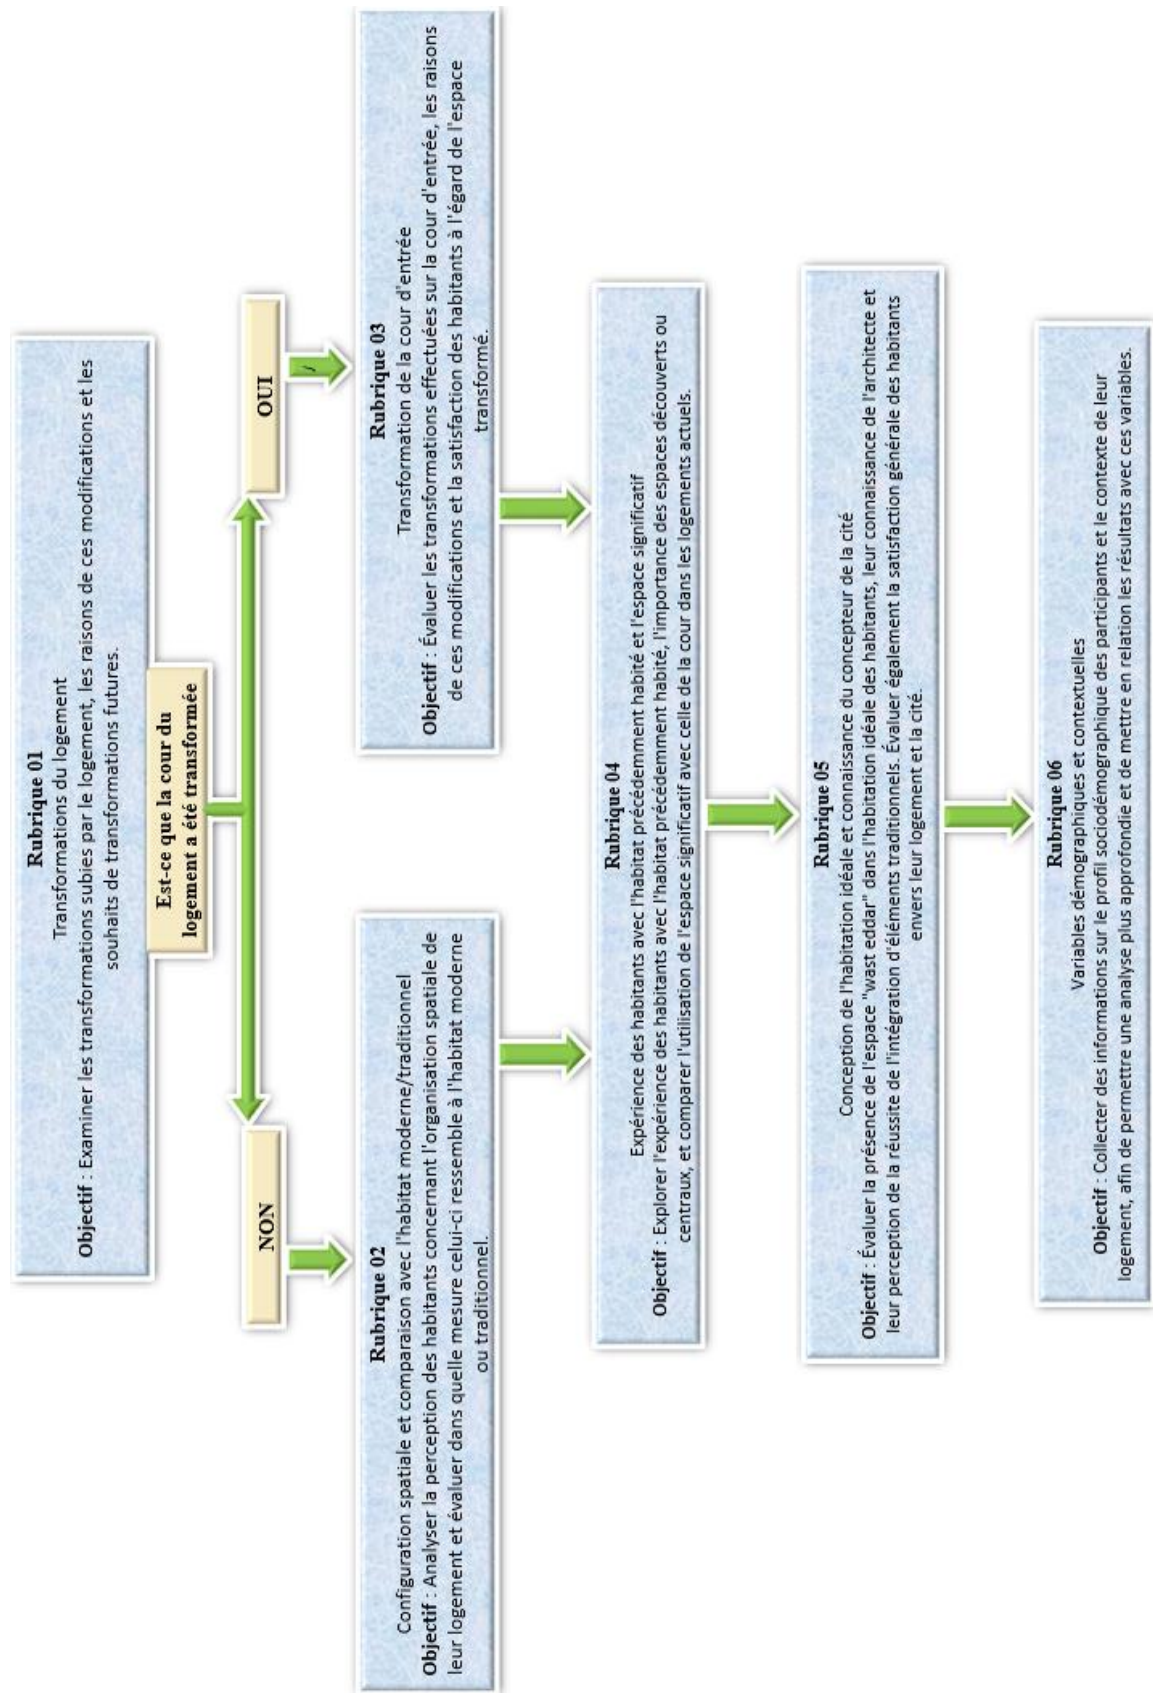 Rubrique 01
Transformations du logement
Objectif : Examiner les transformations subies par le logement, les raisons de ces modifications et les
souhaits de transformations futures.
Est-ce que la cour du
logement a été transformée
NON
OUI
Rubrique 02
Configuration spatiale et comparaison avec l'habitat moderne/traditionnel
Objectif : Analyser la perception des habitants concernant l'organisation spatiale de
leur logement et évaluer dans quelle mesure celui-ci ressemble à l'habitat moderne
ou traditionnel.
Rubrique 03
Transformation de la cour d'entrée
Objectif : Évaluer les transformations effectuées sur la cour d'entrée, les raisons
de ces modifications et la satisfaction des habitants à l'égard de l'espace
transformé.
Rubrique 04
Expérience des habitants avec l'habitat précédemment habité et l'espace significatif
Objectif : Explorer l'expérience des habitants avec l'habitat précédemment habité, l'importance des espaces découverts ou
centraux, et comparer l'utilisation de l'espace significatif avec celle de la cour dans les logements actuels.
Rubrique 05
Conception de l'habitation idéale et connaissance du concepteur de la cité
Objectif : Évaluer la présence de l'espace "wast eddar" dans l'habitation idéale des habitants, leur connaissance de l'architecte et
leur perception de la réussite de l'intégration d'éléments traditionnels. Évaluer également la satisfaction générale des habitants
envers leur logement et la cité.
Rubrique 06
Variables démographiques et contextuelles
Objectif : Collecter des informations sur le profil sociodémographique des participants et le contexte de leur
logement, afin de permettre une analyse plus approfondie et de mettre en relation les résultats avec ces variables.